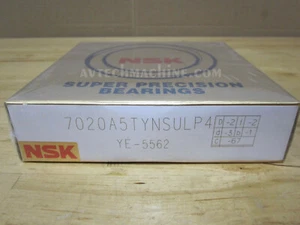 NSK
AVTECHMACHINE.COM
SUPER PRECISION
BEARINGS
7020A5TYNSULP4
YE-5562
NSK